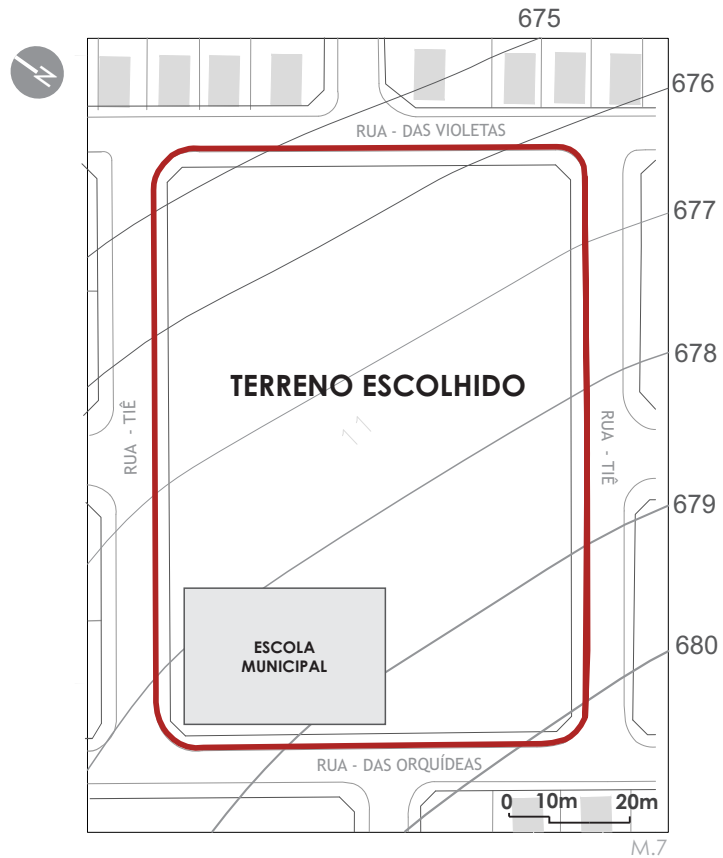 675
N
676
RUA - DAS VIOLETAS
677
678
TERRENO ESCOLHIDO
RUA - TIÊ
11
RUA - TIÊ
679
ESCOLA
MUNICIPAL
680
RUA - DAS ORQUÍDEAS
0 10m 20m
M.7